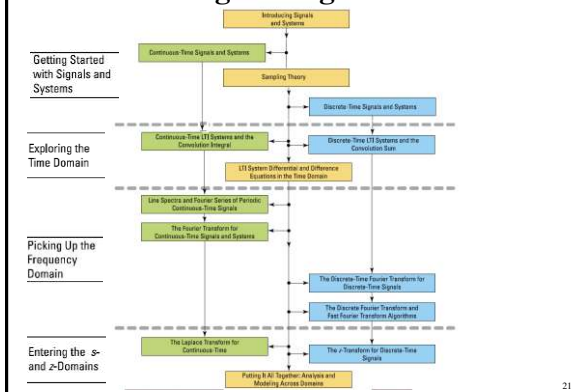 Introducing Signals
and Systems
Continuous-Time Signals and Systems
Getting Started
with Signals and
Systems
Sampling Theory
Discrete-Time Signals and Systems
Exploring the
Time Domain
Continuous-Time LTI Systems and the
Convolution Integral
Discrete-Time LTI Systems and the
Convolution Sum
LTI System Differential and Difference
Equations in the Time Domain
Line Spectra and Fourier Series of Periodic
Continuous-Time Signals
The Fourier Transform for
Continuous-Time Signals and Systems
Picking Up the
Frequency
Domain
The Discrete-Time Fourier Transform for
Discrete-Time Signals
The Discrete Fourier Transform and
Fast Fourier Transform Algorithms
Entering the s-
and z-Domains
The Laplace Transform for
Continuous-Time
The z-Transform for Discrete-Time
Signals
Putting It All Together: Analysis and
Modeling Across Domains
21